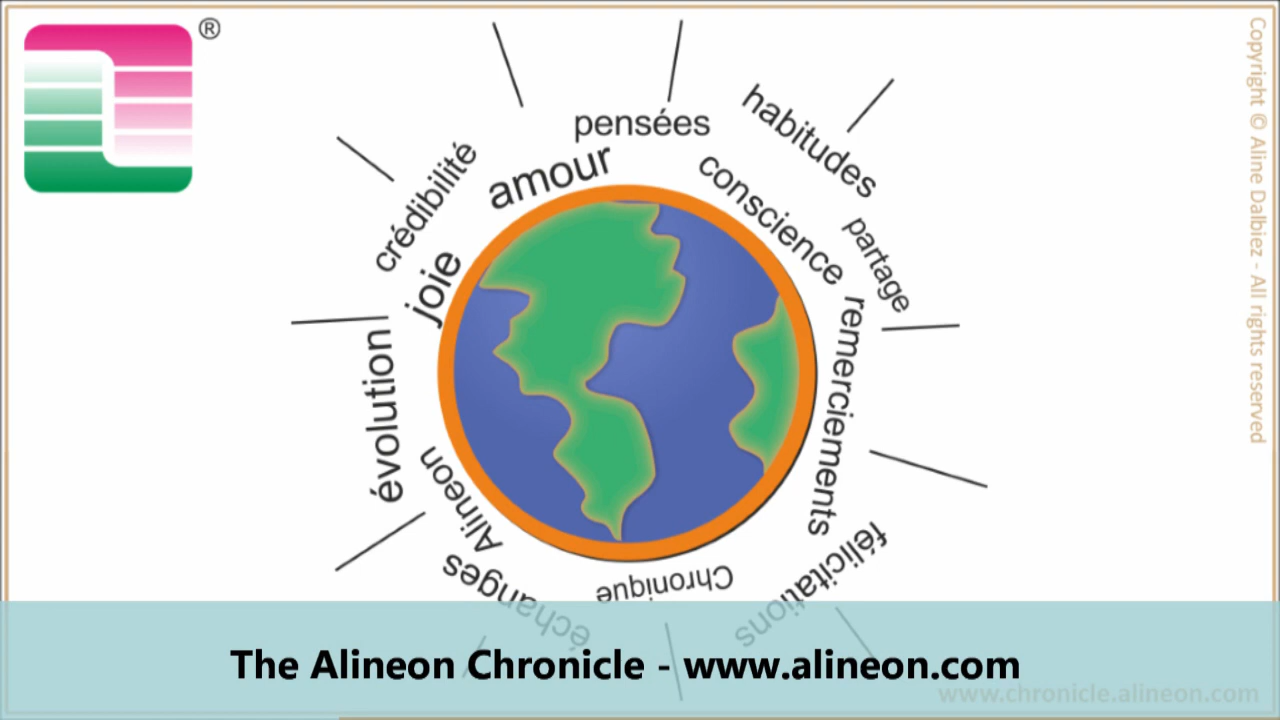 ®
pensées
habitudes
amour
crédibilité
conscience
partage
joie
remerciements
évolution
Alineon
échanges
Chronique
félicitations
Copyright © Aline Dalbiez - All rights reserved
The Alineon Chronicle - www.alineon.com
www.chronicle.alineon.com